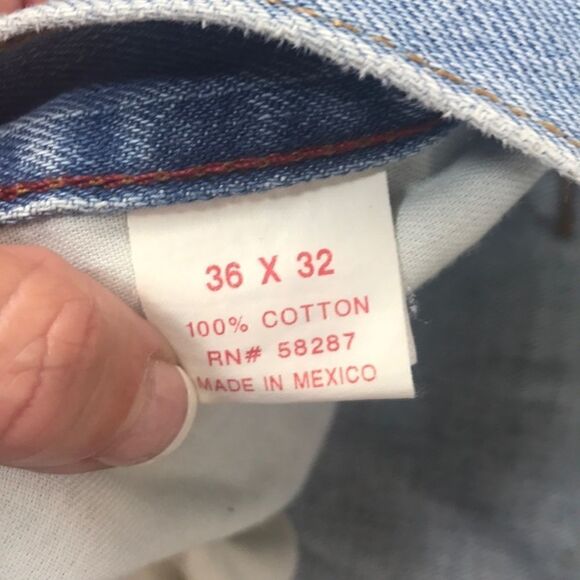 36 X 32
100% COTTON
RN# 58287
MADE IN MEXICO